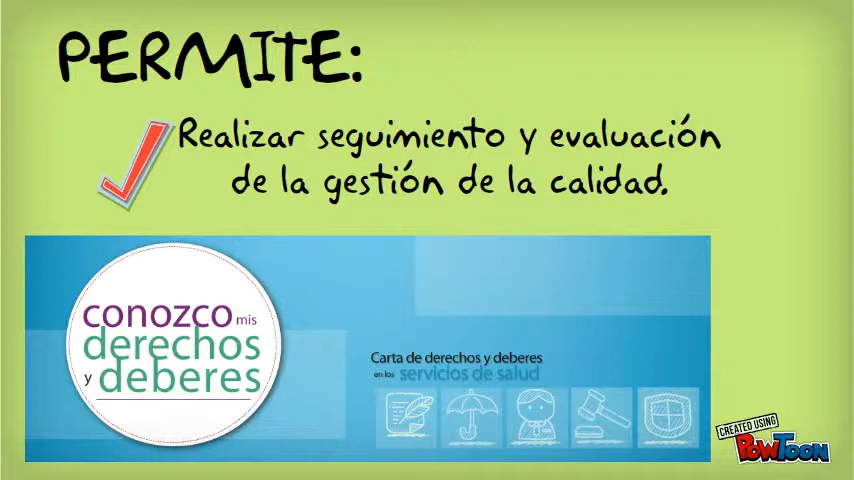 PERMITE:
Realizar seguimiento y evaluación
de la gestión de la calidad.
conozco mis
derechos
y deberes
Carta de derechos y deberes
en los servicios de salud
CREATED USING
POWTOON